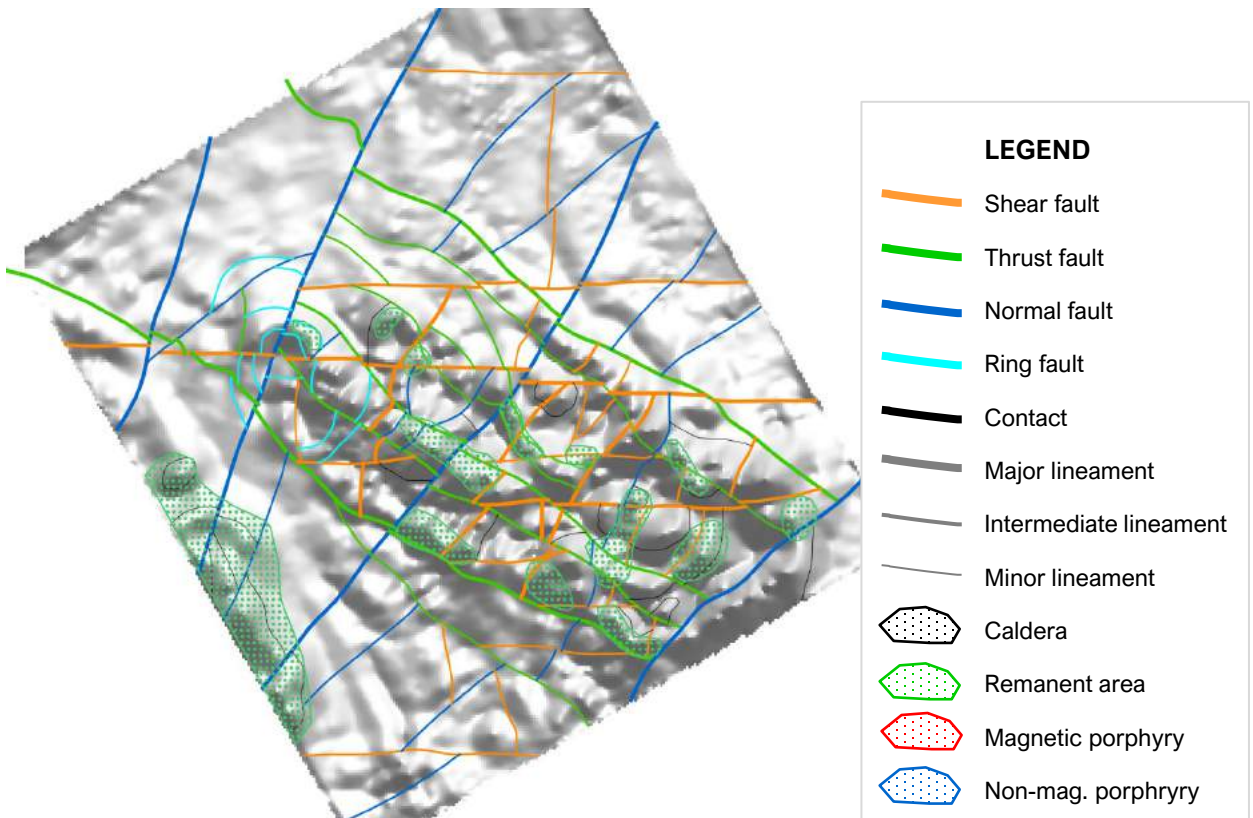 LEGEND
Shear fault
Thrust fault
Normal fault
Ring fault
Contact
Major lineament
Intermediate lineament
Minor lineament
Caldera
Remanent area
Magnetic porphyry
Non-mag. porphryry